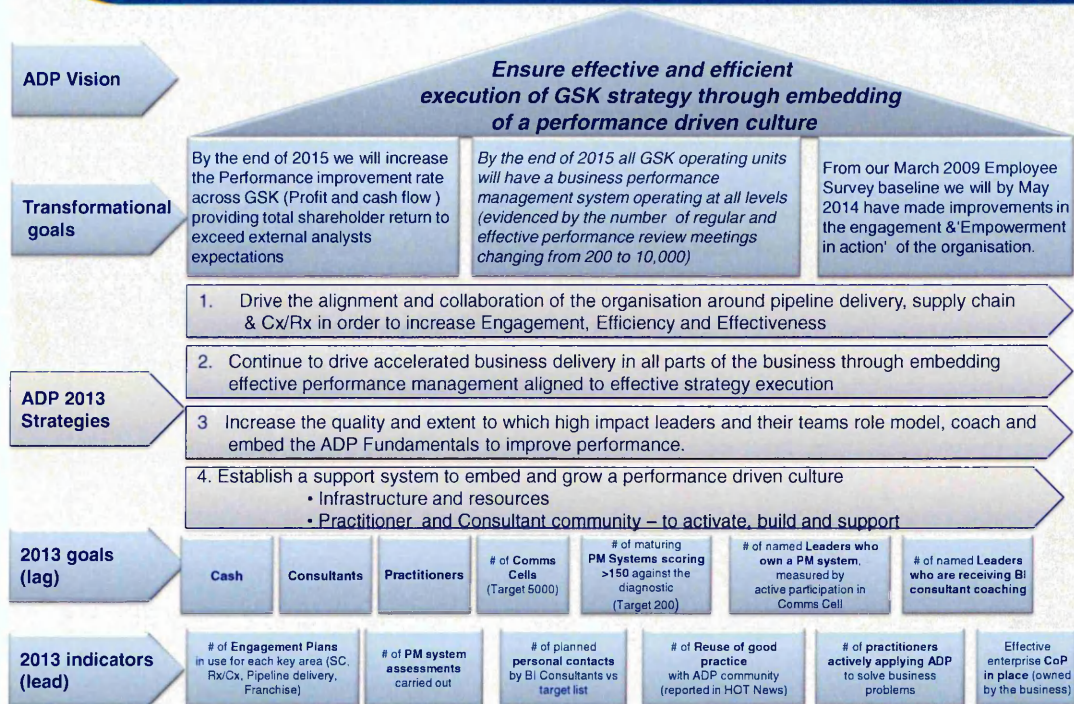 ADP Vision
Ensure effective and efficient
execution of GSK strategy through embedding
of a performance driven culture
Transformational
goals
By the end of 2015 we will increase
the Performance improvement rate
across GSK (Profit and cash flow )
providing total shareholder return to
exceed external analysts
expectations
By the end of 2015 all GSK operating units
will have a business performance
management system operating at all levels
(evidenced by the number of regular and
effective performance review meetings
changing from 200 to 10,000)
From our March 2009 Employee
Survey baseline we will by May
2014 have made improvements in
the engagement &'Empowerment
in action' of the organisation.
ADP 2013
Strategies
1. Drive the alignment and collaboration of the organisation around pipeline delivery, supply chain
& Cx/Rx in order to increase Engagement, Efficiency and Effectiveness
2. Continue to drive accelerated business delivery in all parts of the business through embedding
effective performance management aligned to effective strategy execution
3 Increase the quality and extent to which high impact leaders and their teams role model, coach and
embed the ADP Fundamentals to improve performance.
4. Establish a support system to embed and grow a performance driven culture
• Infrastructure and resources
• Practitioner and Consultant community – to activate, build and support
2013 goals
(lag)
Cash
Consultants
Practitioners
# of Comms
Cells
(Target 5000)
# of maturing
PM Systems scoring
>150 against the
diagnostic
(Target 200)
# of named Leaders who
own a PM system,
measured by
active participation in
Comms Cell
# of named Leaders
who are receiving BI
consultant coaching
2013 indicators
(lead)
# of Engagement Plans
in use for each key area (SC,
Rx/Cx, Pipeline delivery,
Franchise)
# of PM system
assessments
carried out
# of planned
personal contacts
by BI Consultants vs
target list
# of Reuse of good
practice
with ADP community
(reported in HOT News)
# of practitioners
actively applying ADP
to solve business
problems
Effective
enterprise CoP
in place (owned
by the business)